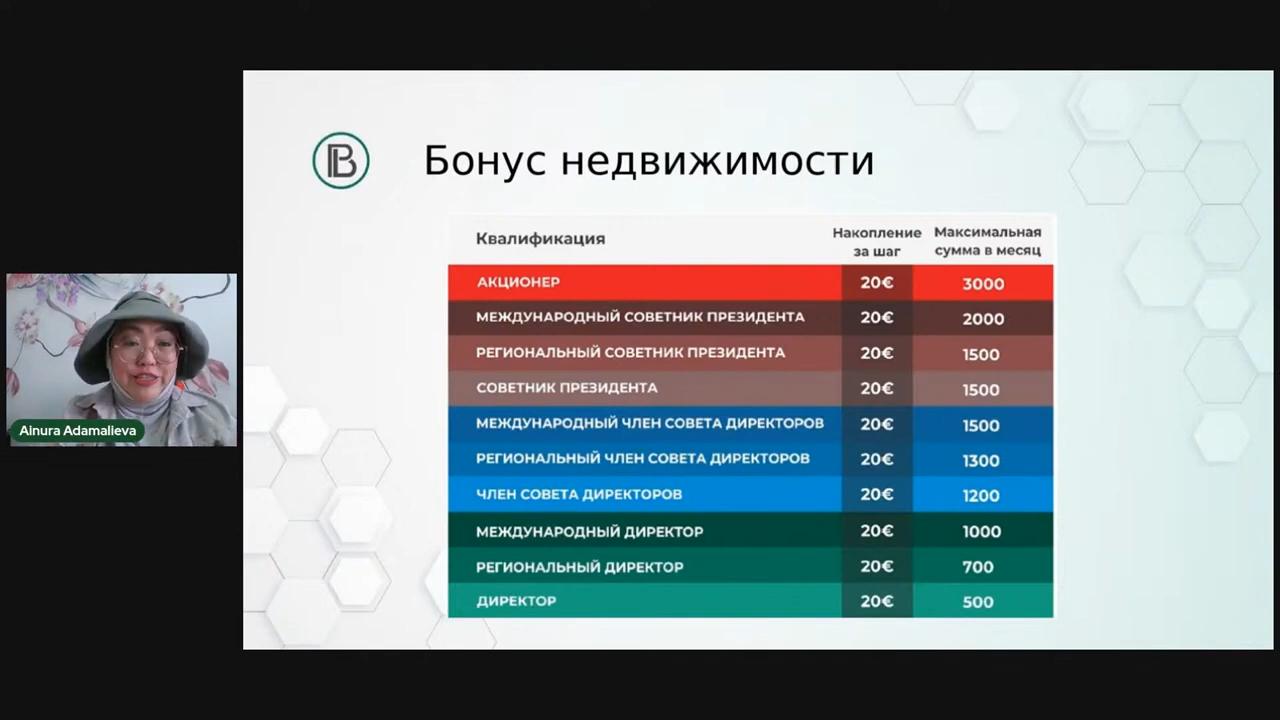 Бонус недвижимости
Квалификация
Накопление за шаг
Максимальная сумма в месяц
АКЦИОНЕР 20€ 3000
МЕЖДУНАРОДНЫЙ СОВЕТНИК ПРЕЗИДЕНТА 20€ 2000
РЕГИОНАЛЬНЫЙ СОВЕТНИК ПРЕЗИДЕНТА 20€ 1500
СОВЕТНИК ПРЕЗИДЕНТА 20€ 1500
МЕЖДУНАРОДНЫЙ ЧЛЕН СОВЕТА ДИРЕКТОРОВ 20€ 1500
РЕГИОНАЛЬНЫЙ ЧЛЕН СОВЕТА ДИРЕКТОРОВ 20€ 1300
ЧЛЕН СОВЕТА ДИРЕКТОРОВ 20€ 1200
МЕЖДУНАРОДНЫЙ ДИРЕКТОР 20€ 1000
РЕГИОНАЛЬНЫЙ ДИРЕКТОР 20€ 700
ДИРЕКТОР 20€ 500
Ainura Adamalieva